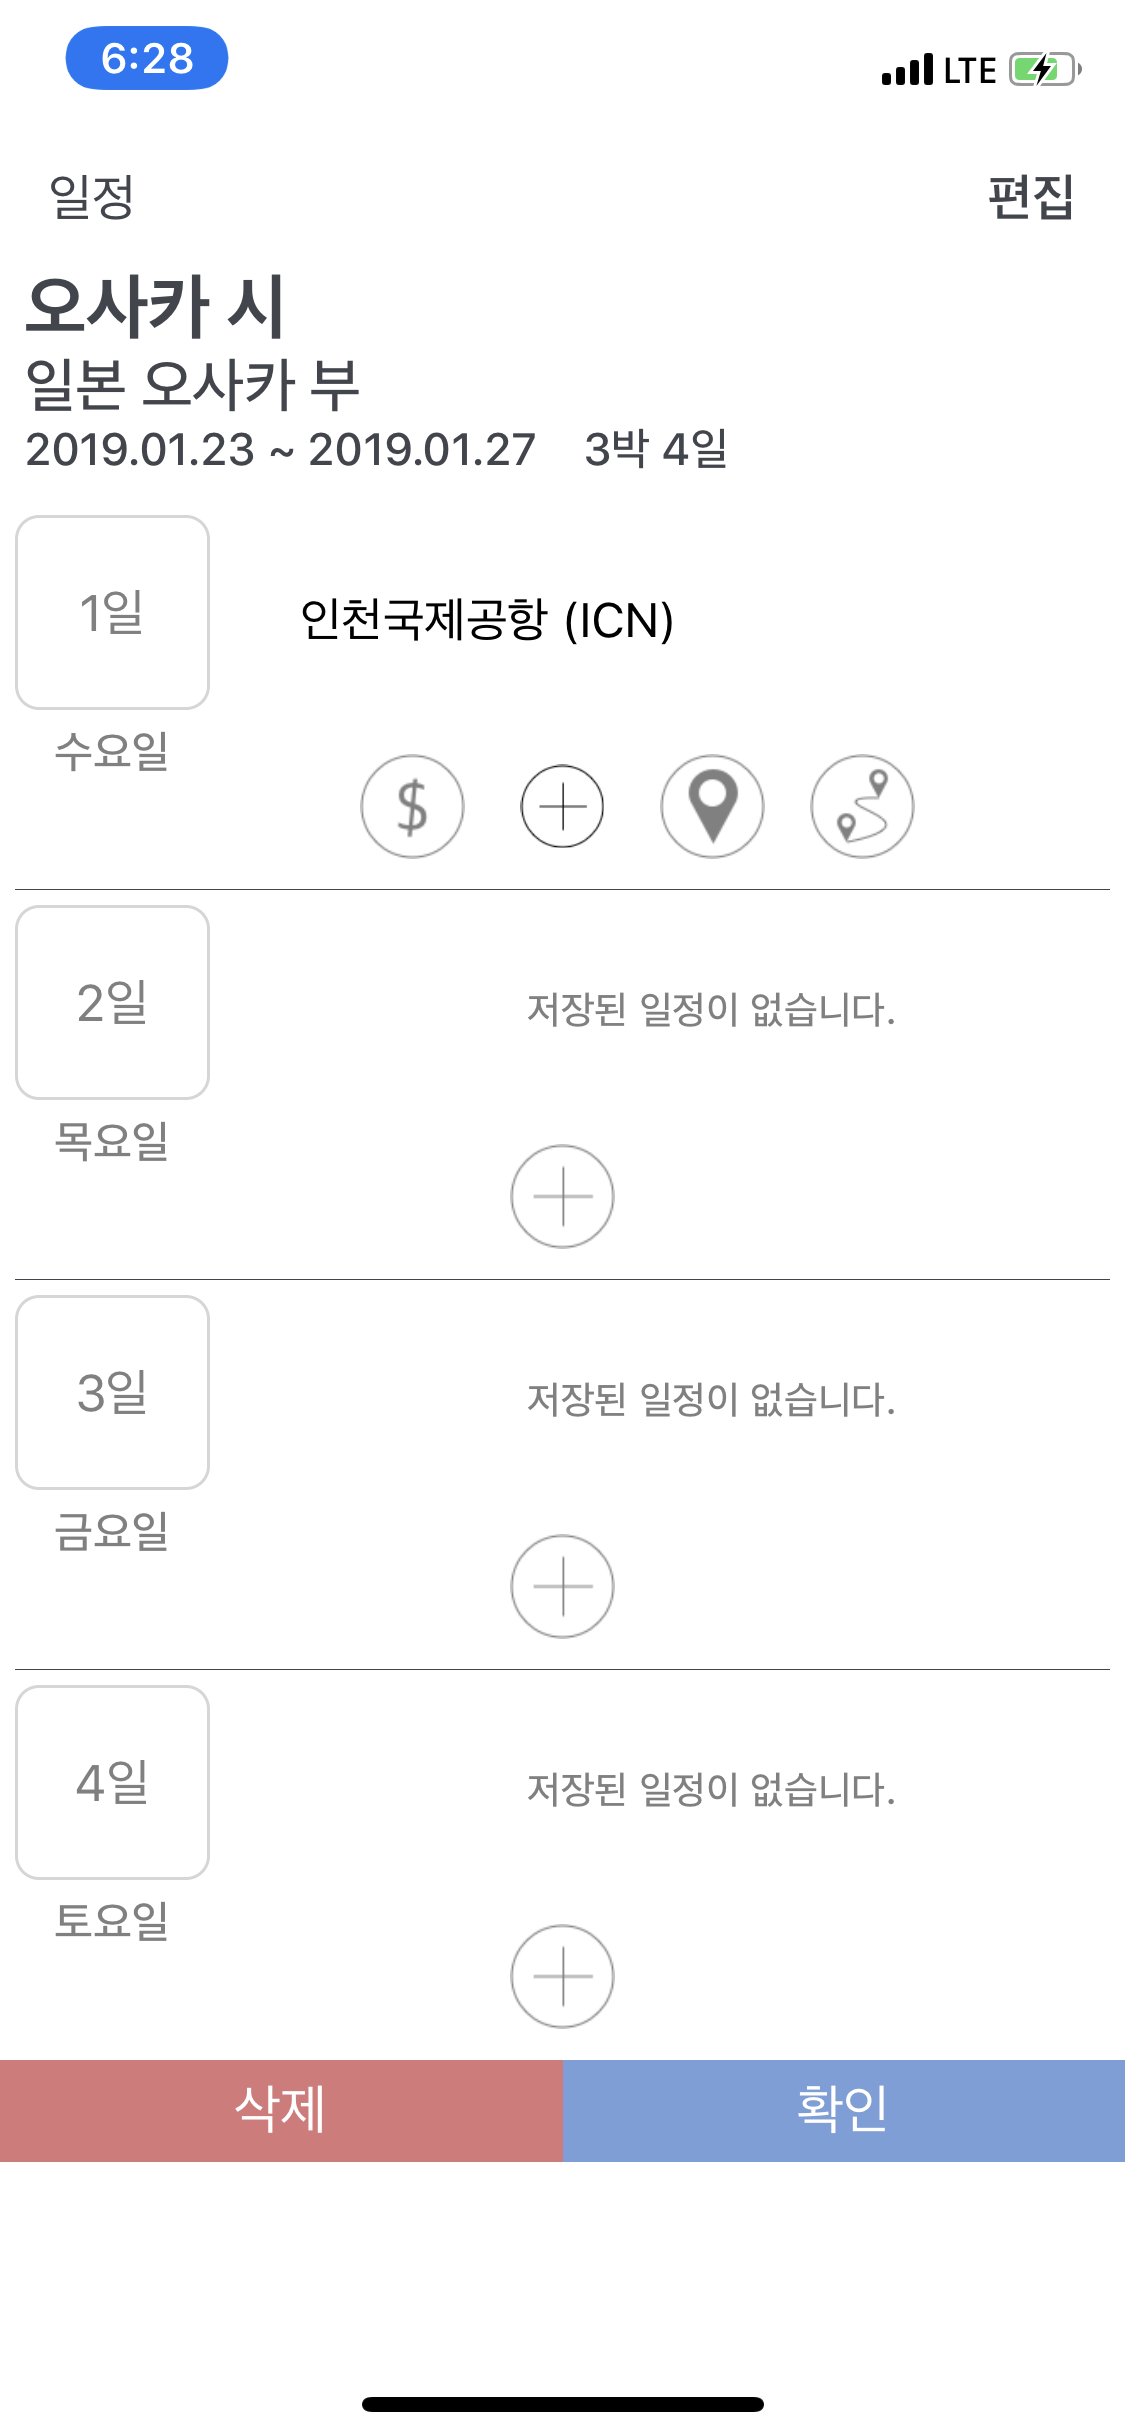 6:28 LTE
일정 편집
오사카 시
일본 오사카 부
2019.01.23 ~ 2019.01.27 3박 4일
1일
인천국제공항 (ICN)
수요일
$
2일
저장된 일정이 없습니다.
목요일
3일
저장된 일정이 없습니다.
금요일
4일
저장된 일정이 없습니다.
토요일
삭제 확인